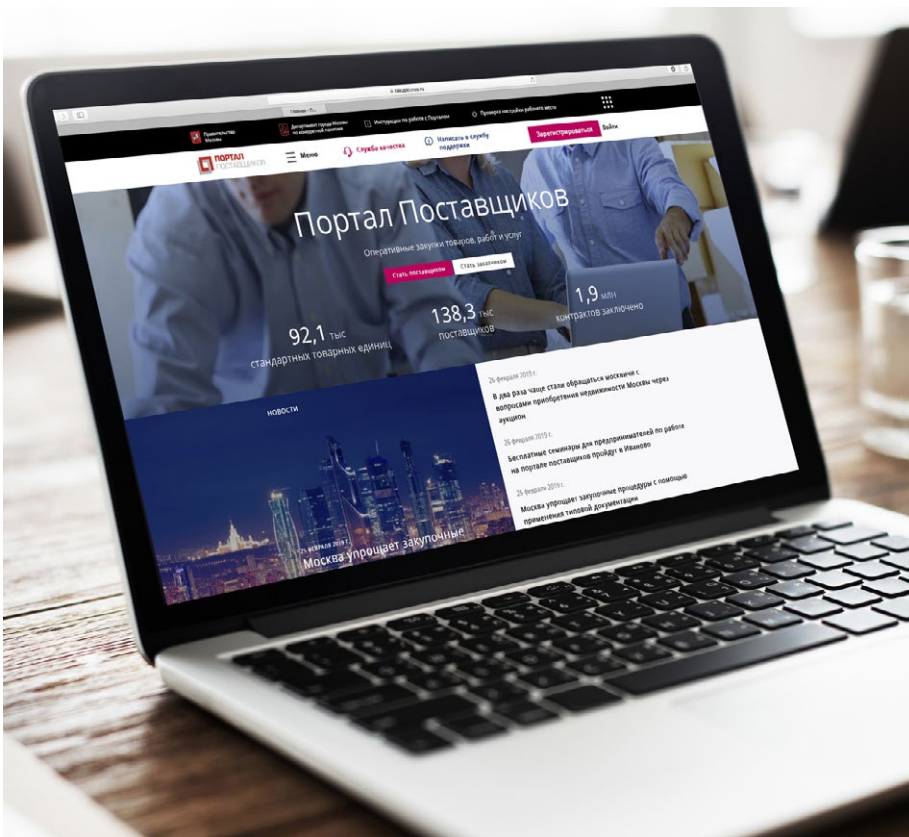 Правительство
Москвы
Департамент города Москвы
по конкурентной политике
Инструкции по работе с Порталом
Проверка настройки рабочего места
ПОРТАЛ
ПОСТАВЩИКОВ
Меню
Служба качества
Написать в службу
поддержки
Зарегистрироваться
Войти
Портал Поставщиков
Оперативные закупки товаров, работ и услуг
Стать поставщиком
Стать заказчиком
92,1 тыс
стандартных товарных единиц
138,3 тыс
поставщиков
1,9 млн
контрактов заключено
НОВОСТИ
25 ФЕВРАЛЯ 2019 г.
Москва упрощает закупочные
26 февраля 2019 г.
В два раза чаще стали обращаться москвичи с
вопросами приобретения недвижимости Москвы через
аукцион
26 февраля 2019 г.
Бесплатные семинары для предпринимателей по работе
на портале поставщиков пройдут в Иваново
25 февраля 2019 г.
Москва упрощает закупочные процедуры с помощью
применения типовой документации